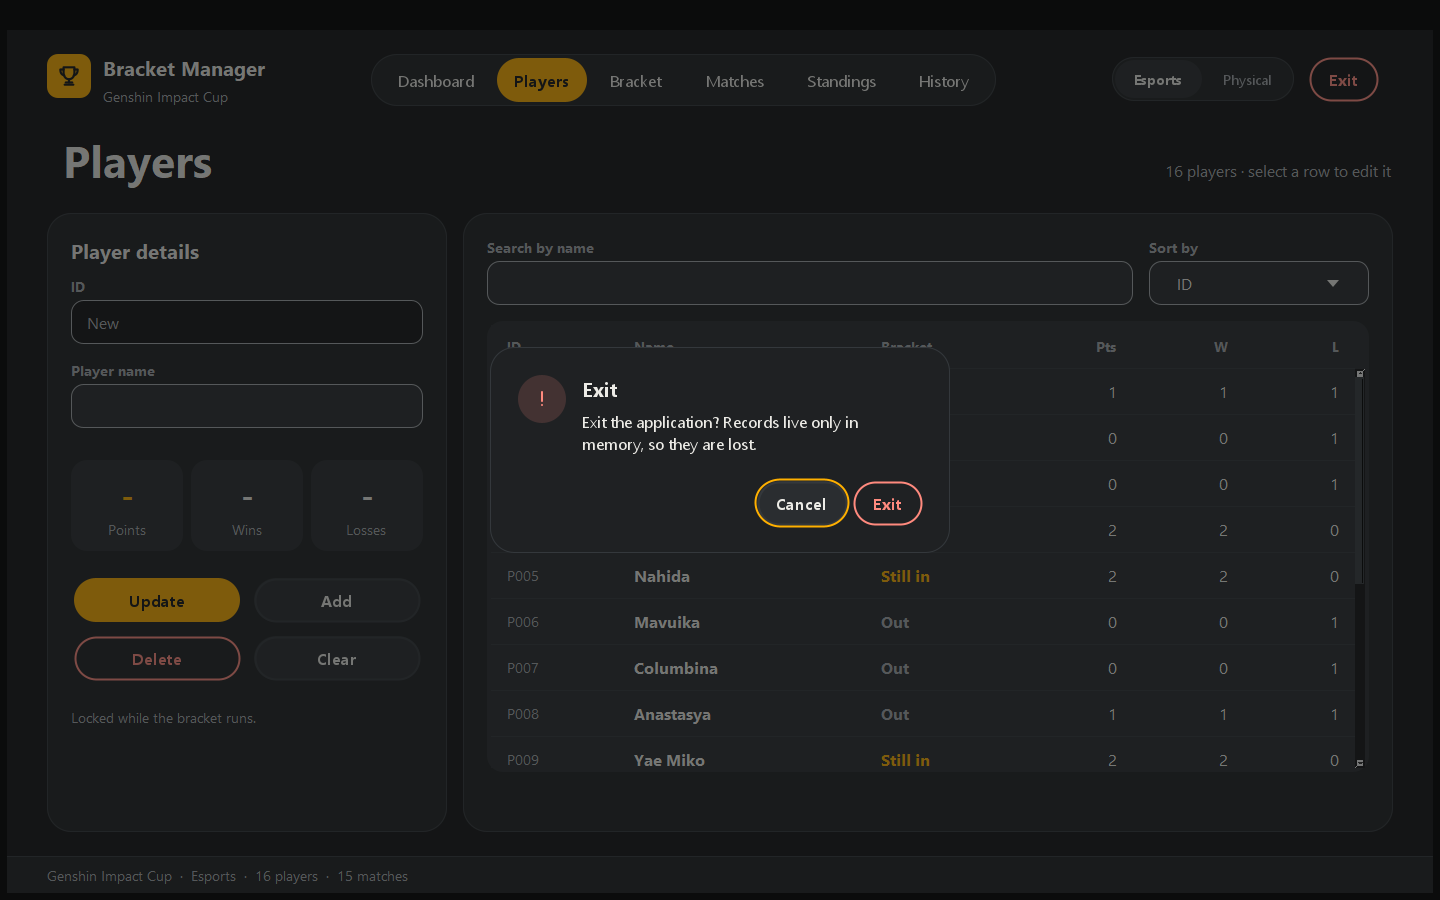 Bracket Manager
Genshin Impact Cup
Dashboard
Players
Bracket
Matches
Standings
History
Esports
Physical
Exit
Players
16 players · select a row to edit it
Player details
ID
New
Player name
–
Points
–
Wins
–
Losses
Update
Add
Delete
Clear
Locked while the bracket runs.
Search by name
Sort by
ID
ID Name Bracket Pts W L
1 1 1
0 0 1
0 0 1
2 2 0
P005 Nahida Still in 2 2 0
P006 Mavuika Out 0 0 1
P007 Columbina Out 0 0 1
P008 Anastasya Out 1 1 1
P009 Yae Miko Still in 2 2 0
!
Exit
Exit the application? Records live only in
memory, so they are lost.
Cancel
Exit
Genshin Impact Cup · Esports · 16 players · 15 matches